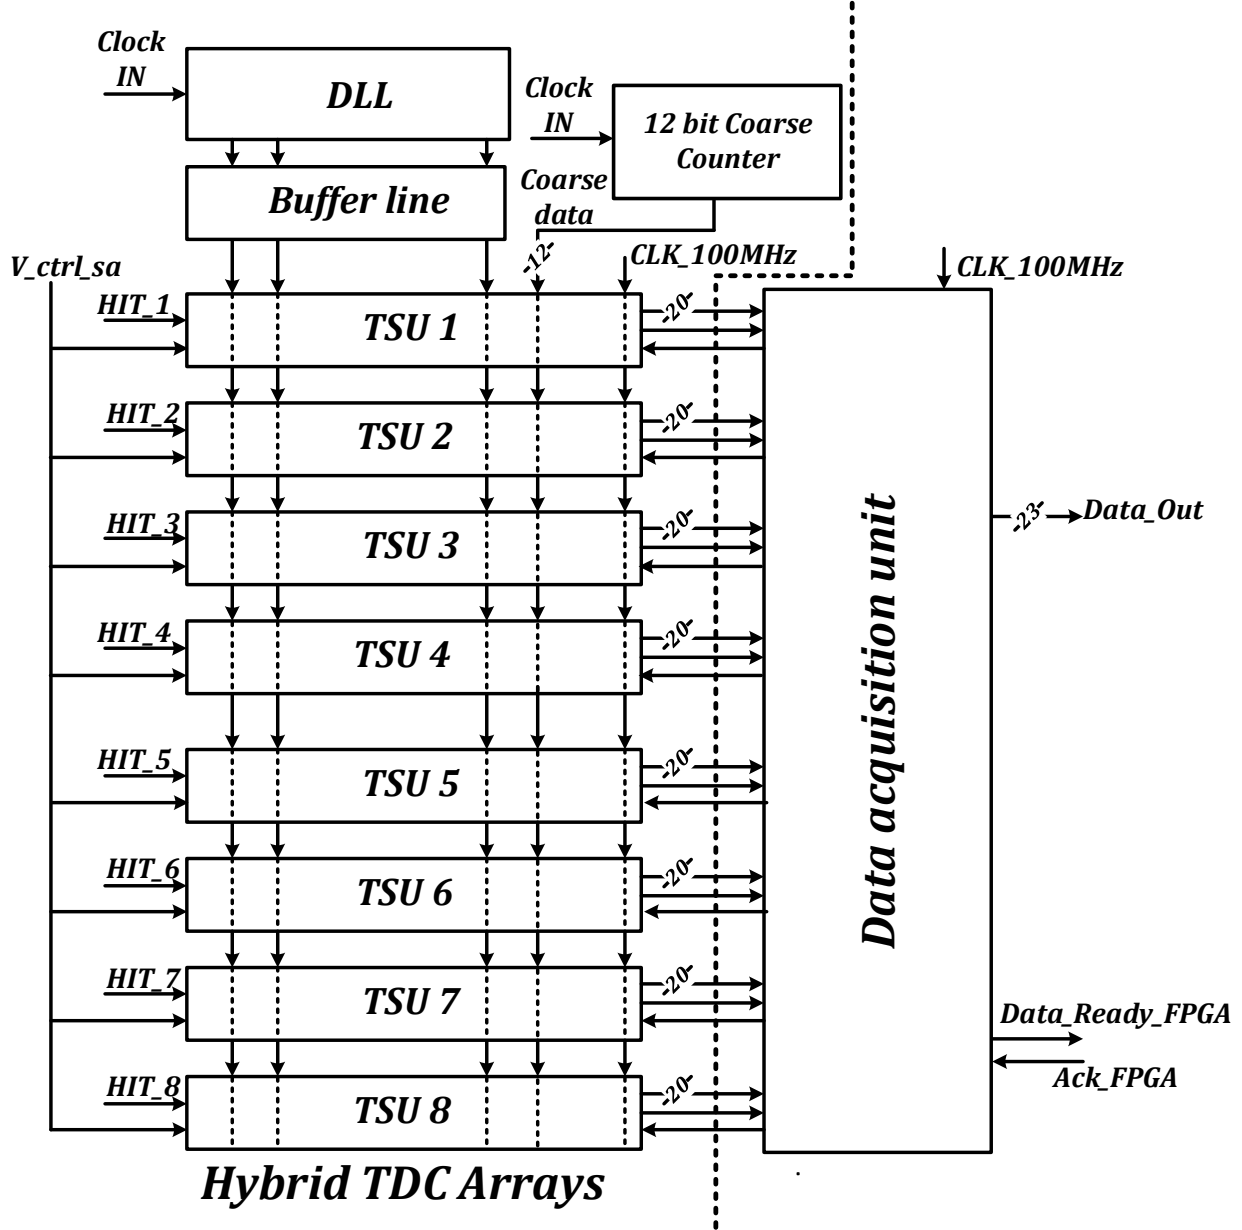 Clock
IN
DLL
Clock
IN
12 bit Coarse
Counter
Buffer line
Coarse
data
-12-
V_ctrl_sa
CLK_100MHz
CLK_100MHz
HIT_1
TSU 1
-20-
HIT_2
TSU 2
-20-
HIT_3
TSU 3
-20-
HIT_4
TSU 4
-20-
HIT_5
TSU 5
-20-
HIT_6
TSU 6
-20-
HIT_7
TSU 7
-20-
HIT_8
TSU 8
-20-
Data acquisition unit
-23-
Data_Out
Data_Ready_FPGA
Ack_FPGA
Hybrid TDC Arrays